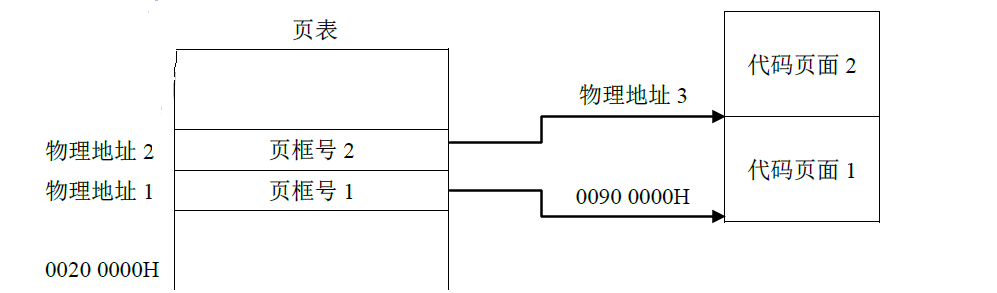 页表
代码页面 2
物理地址 3
物理地址 2
页框号 2
物理地址 1
页框号 1
代码页面 1
0090 0000H
0020 0000H